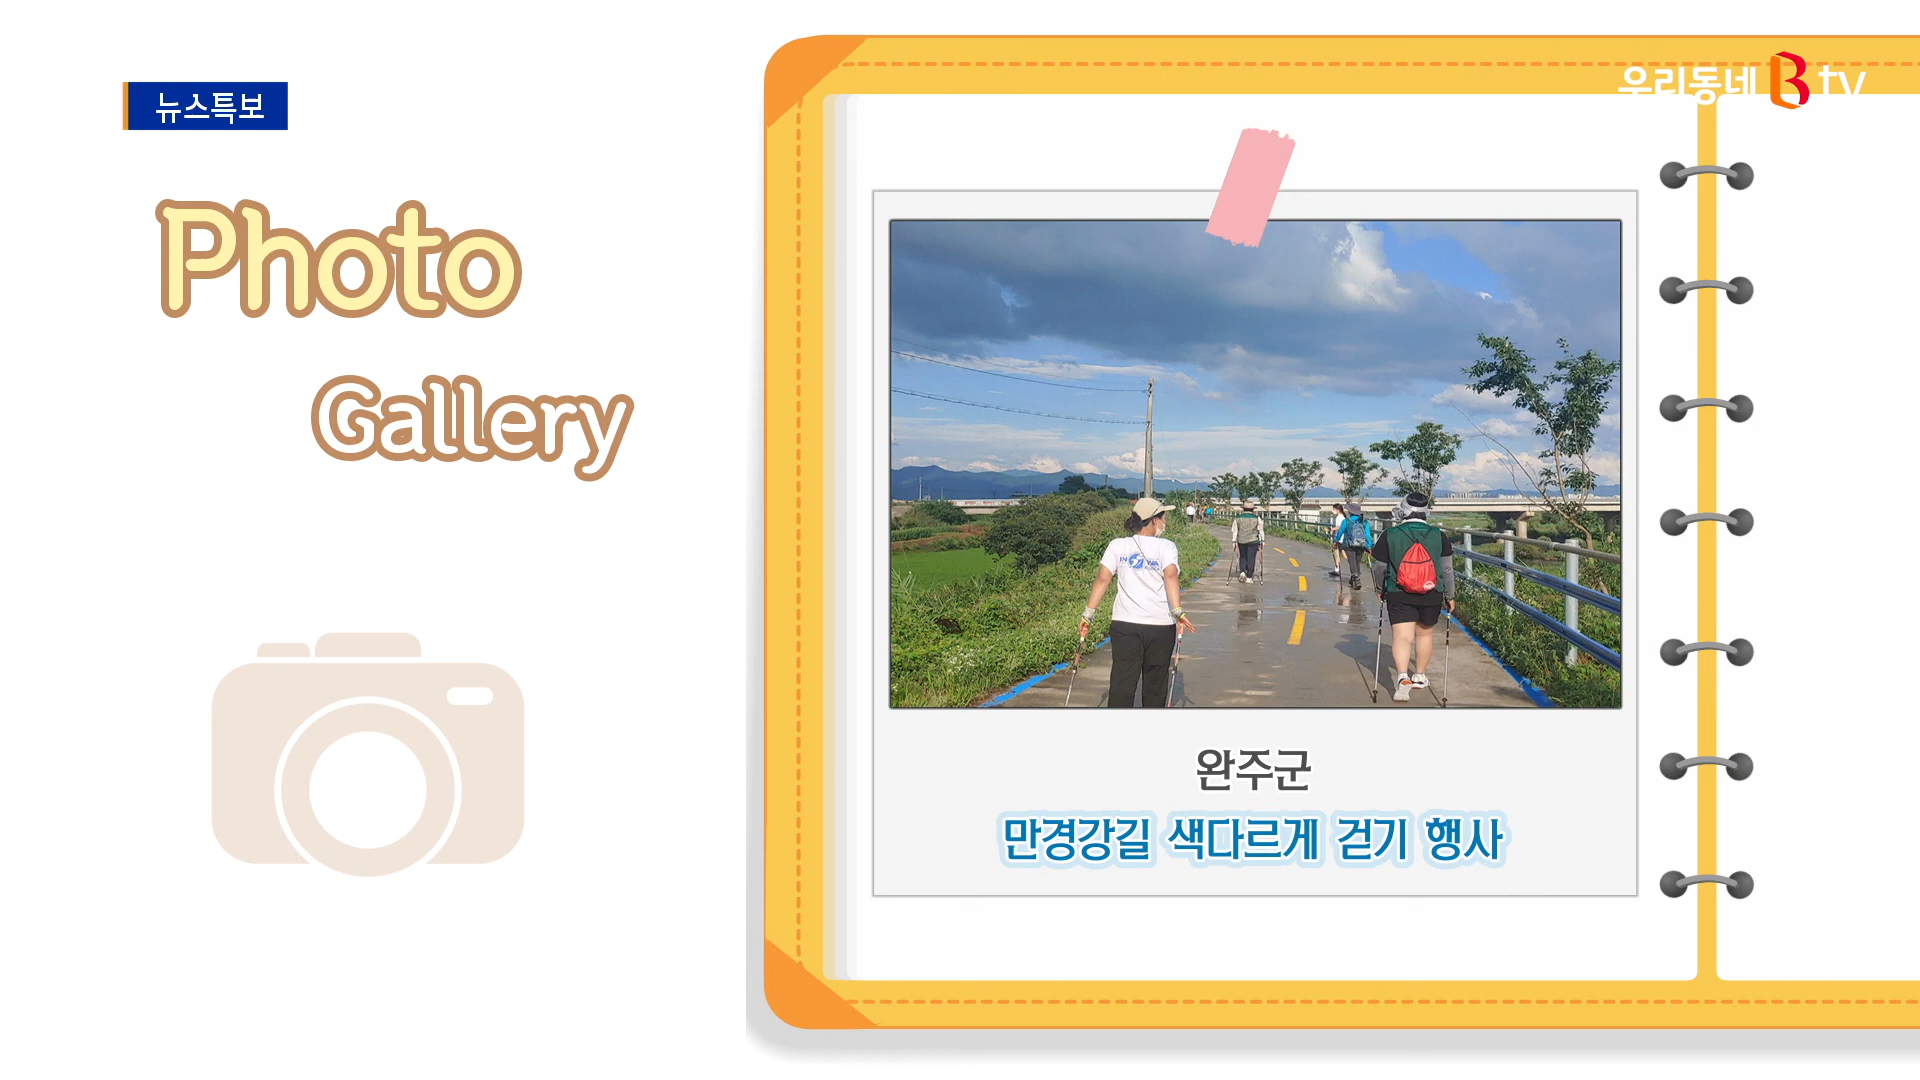 뉴스특보
우리동네 B tv
Photo
Gallery
완주군
만경강길 색다르게 걷기 행사